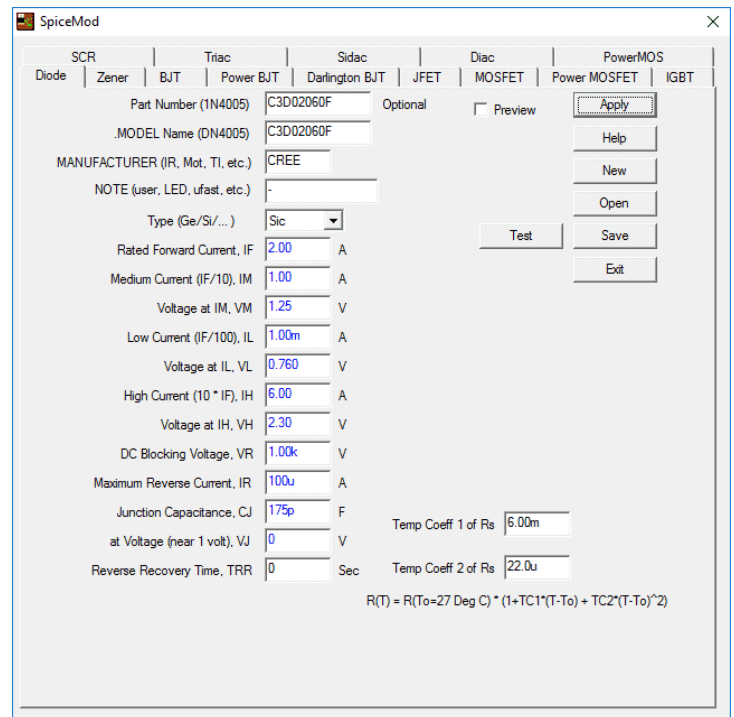 SpiceMod
SCR Triac Sidac Diac PowerMOS
Diode Zener BJT Power BJT Darlington BJT JFET MOSFET Power MOSFET IGBT
Part Number (1N4005) C3D02060F Optional Preview Apply
.MODEL Name (DN4005) C3D02060F Help
MANUFACTURER (IR, Mot, TI, etc.) CREE New
NOTE (user, LED, ufast, etc.) - Open
Type (Ge/Si/... ) Sic Test Save
Rated Forward Current, IF 2.00 A Exit
Medium Current (IF/10), IM 1.00 A
Voltage at IM, VM 1.25 V
Low Current (IF/100), IL 1.00m A
Voltage at IL, VL 0.760 V
High Current (10 * IF), IH 6.00 A
Voltage at IH, VH 2.30 V
DC Blocking Voltage, VR 1.00k V
Maximum Reverse Current, IR 100u A
Junction Capacitance, CJ 175p F Temp Coeff 1 of Rs 6.00m
at Voltage (near 1 volt), VJ 0 V
Reverse Recovery Time, TRR 0 Sec Temp Coeff 2 of Rs 22.0u
R(T) = R(To=27 Deg C) * (1+TC1*(T-To) + TC2*(T-To)^2)